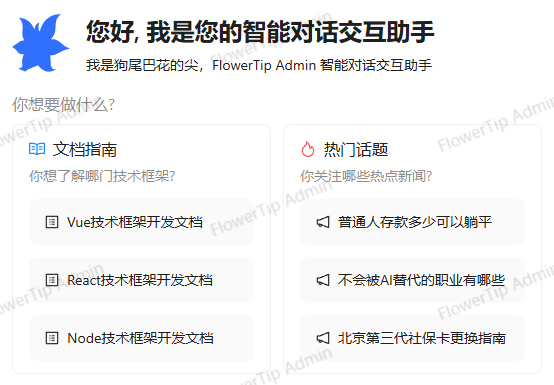 您好, 我是您的智能对话交互助手
我是狗尾巴花的尖，FlowerTip Admin 智能对话交互助手
你想要做什么?
文档指南
你想了解哪门技术框架?
Vue技术框架开发文档
React技术框架开发文档
Node技术框架开发文档
热门话题
你关注哪些热点新闻?
普通人存款多少可以躺平
不会被AI替代的职业有哪些
北京第三代社保卡更换指南
FlowerTip Admin
FlowerTip Admin
FlowerTip Admin
FlowerTip Admin
FlowerTip Admin
FlowerTip Admin
FlowerTip Admin